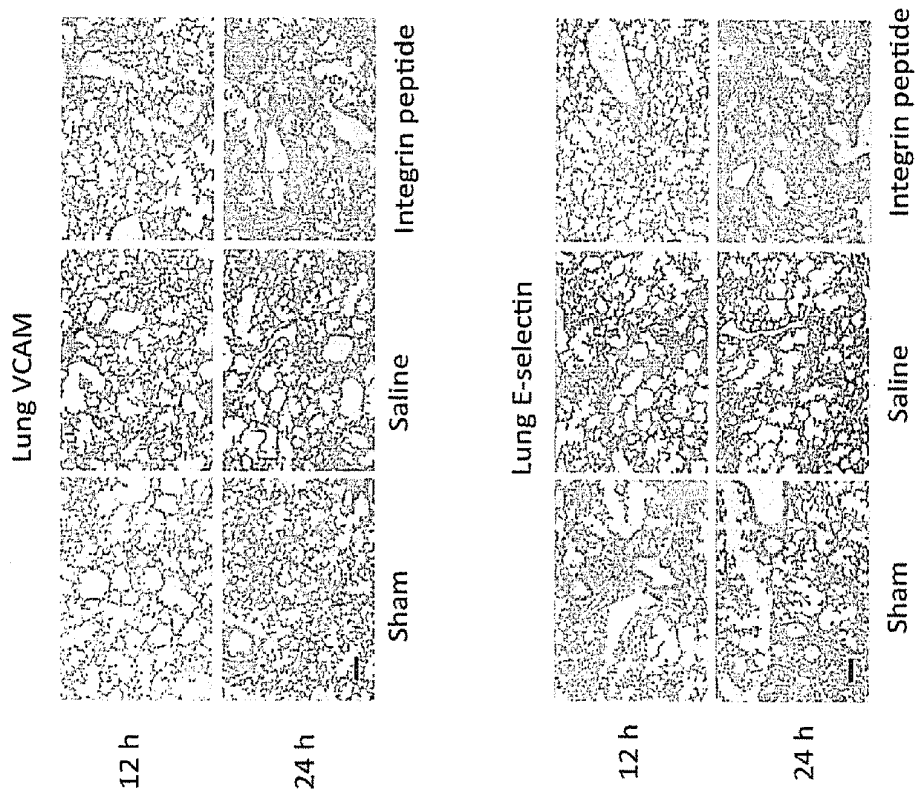 Lung VCAM
12 h
24 h
Sham
Saline
Integrin peptide
Lung E-selectin
12 h
24 h
Sham
Saline
Integrin peptide